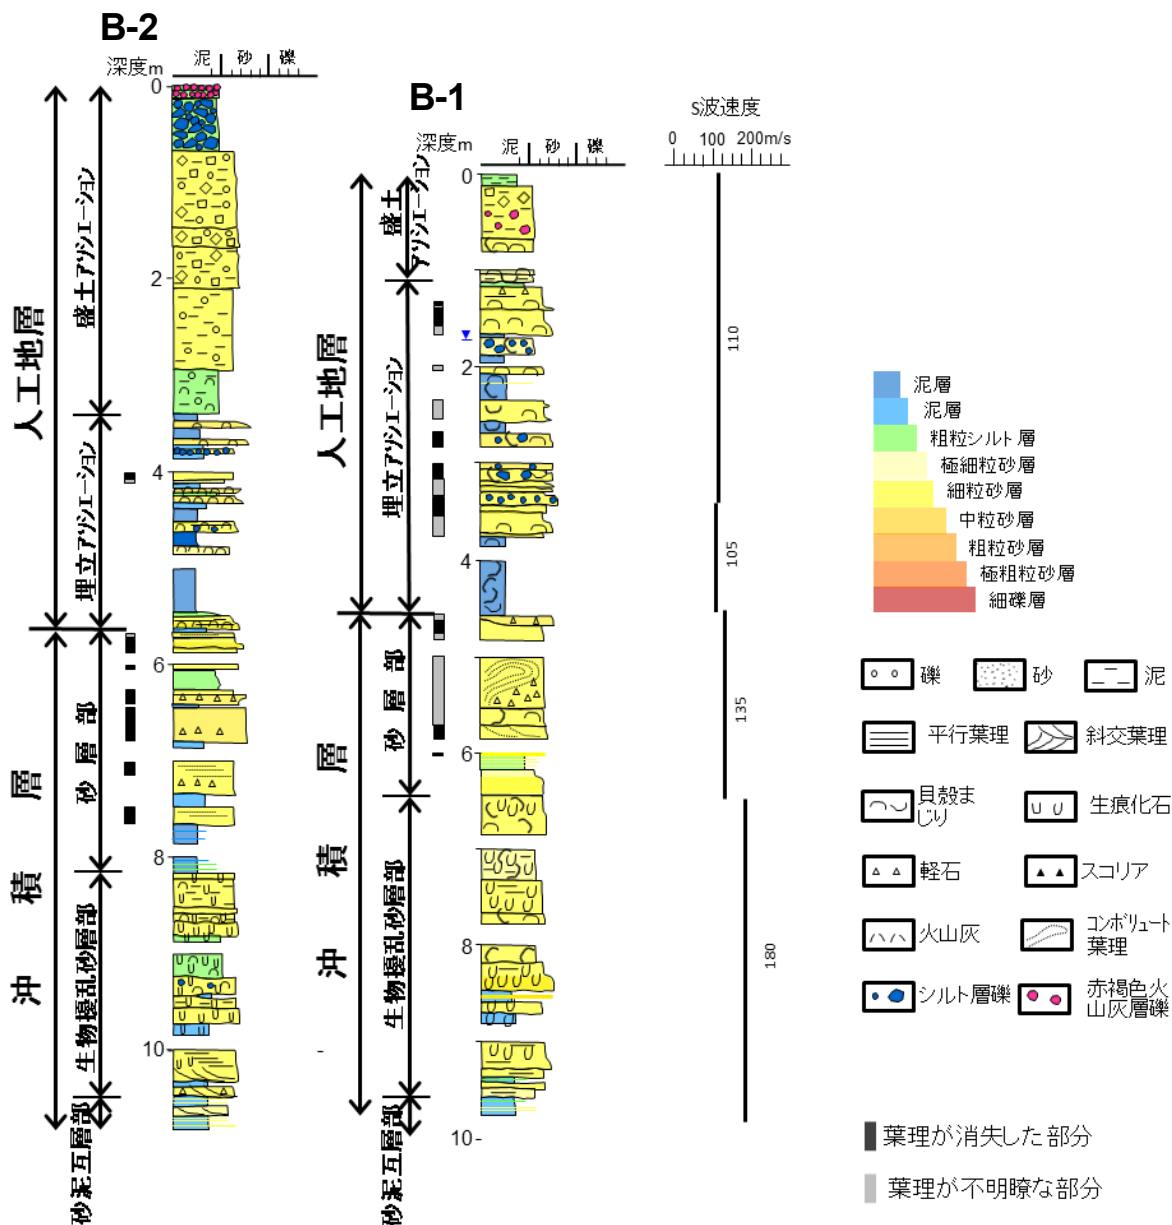 B-2
深度m
泥
砂
礫
0
2
4
6
8
10
人工地層
沖積層
盛土アソシエーション
埋立アソシエーション
砂層部
生物擾乱砂層部
砂泥互層部
B-1
深度m
泥
砂
礫
0
2
4
6
8
10-
-
人工地層
沖積層
盛土
アソシエーション
埋立アソシエーション
砂層部
生物擾乱砂層部
砂泥互層部
S波速度
0 100 200m/s
110
105
135
180
泥層
泥層
粗粒シルト層
極細粒砂層
細粒砂層
中粒砂層
粗粒砂層
極粗粒砂層
細礫層
礫
砂
泥
平行葉理
斜交葉理
貝殻ま
じり
生痕化石
軽石
スコリア
火山灰
コンボリュート
葉理
シルト層礫
赤褐色火
山灰層礫
葉理が消失した部分
葉理が不明瞭な部分